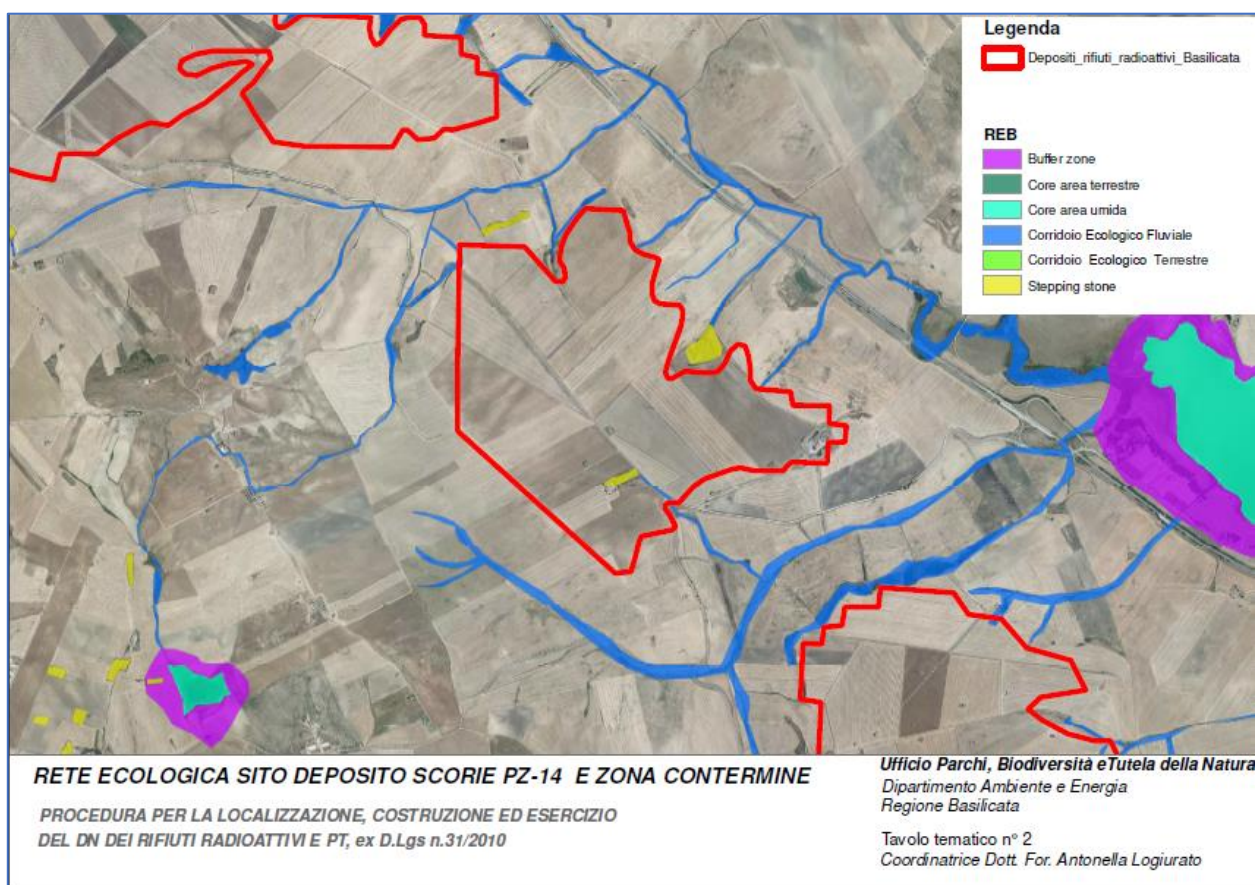 Legenda
Depositi_rifiuti_radioattivi_Basilicata
REB
Buffer zone
Core area terrestre
Core area umida
Corridoio Ecologico Fluviale
Corridoio Ecologico Terrestre
Stepping stone
RETE ECOLOGICA SITO DEPOSITO SCORIE PZ-14 E ZONA CONTERMINE
PROCEDURA PER LA LOCALIZZAZIONE, COSTRUZIONE ED ESERCIZIO
DEL DN DEI RIFIUTI RADIOATTIVI E PT, ex D.Lgs n.31/2010
Ufficio Parchi, Biodiversità eTutela della Natura
Dipartimento Ambiente e Energia
Regione Basilicata
Tavolo tematico n° 2
Coordinatrice Dott. For. Antonella Logiurato